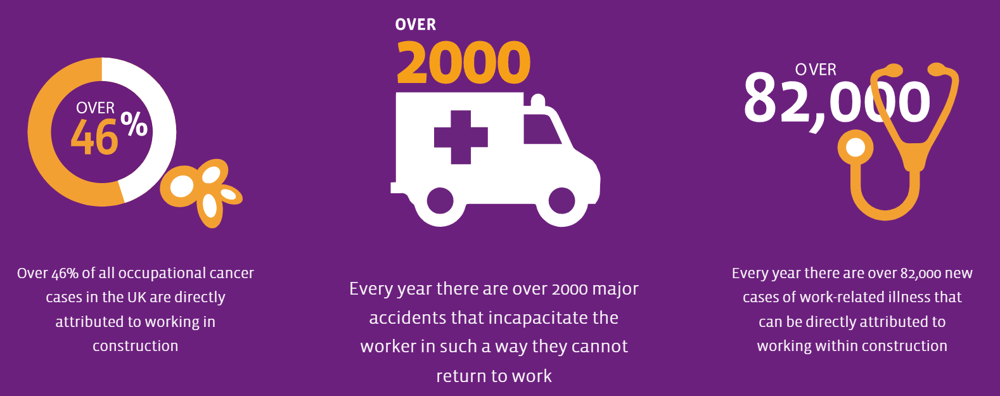 OVER
46%
Over 46% of all occupational cancer
cases in the UK are directly
attributed to working in
construction
OVER
2000
Every year there are over 2000 major
accidents that incapacitate the
worker in such a way they cannot
return to work
OVER
82,000
Every year there are over 82,000 new
cases of work-related illness that
can be directly attributed to
working within construction